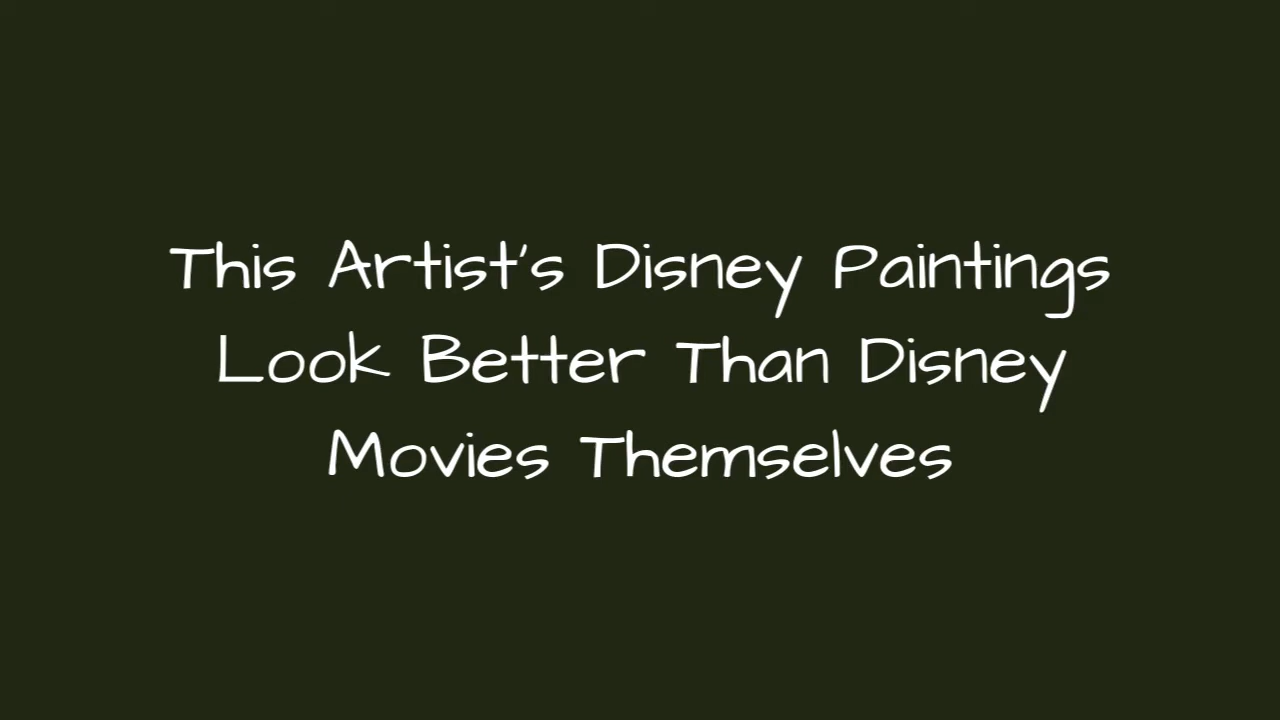 This Artist's Disney Paintings
Look Better Than Disney
Movies Themselves